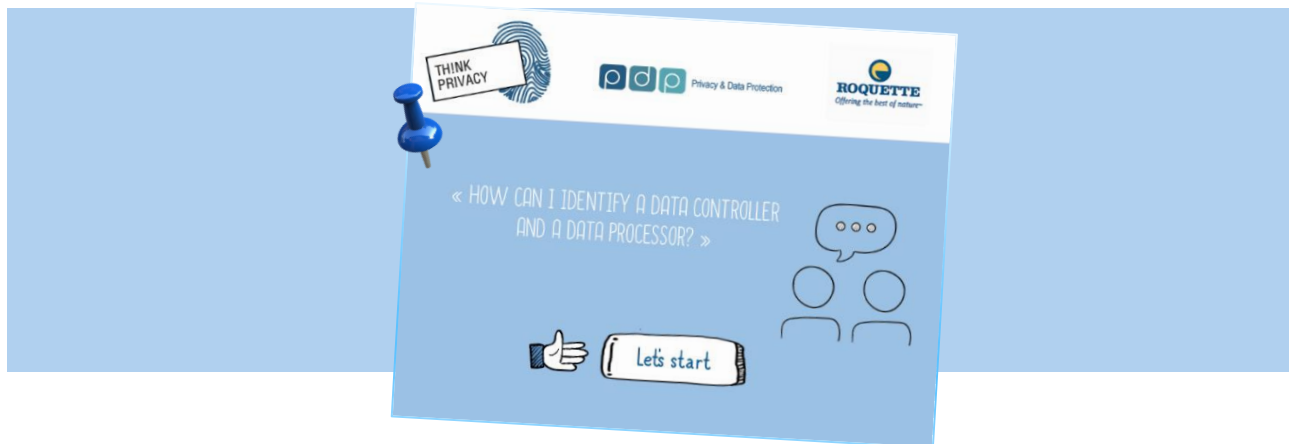 THINK
PRIVACY
pdp Privacy & Data Protection
ROQUETTE
Offering the best of nature™
« HOW CAN I IDENTIFY A DATA CONTROLLER
AND A DATA PROCESSOR? »
Let's start